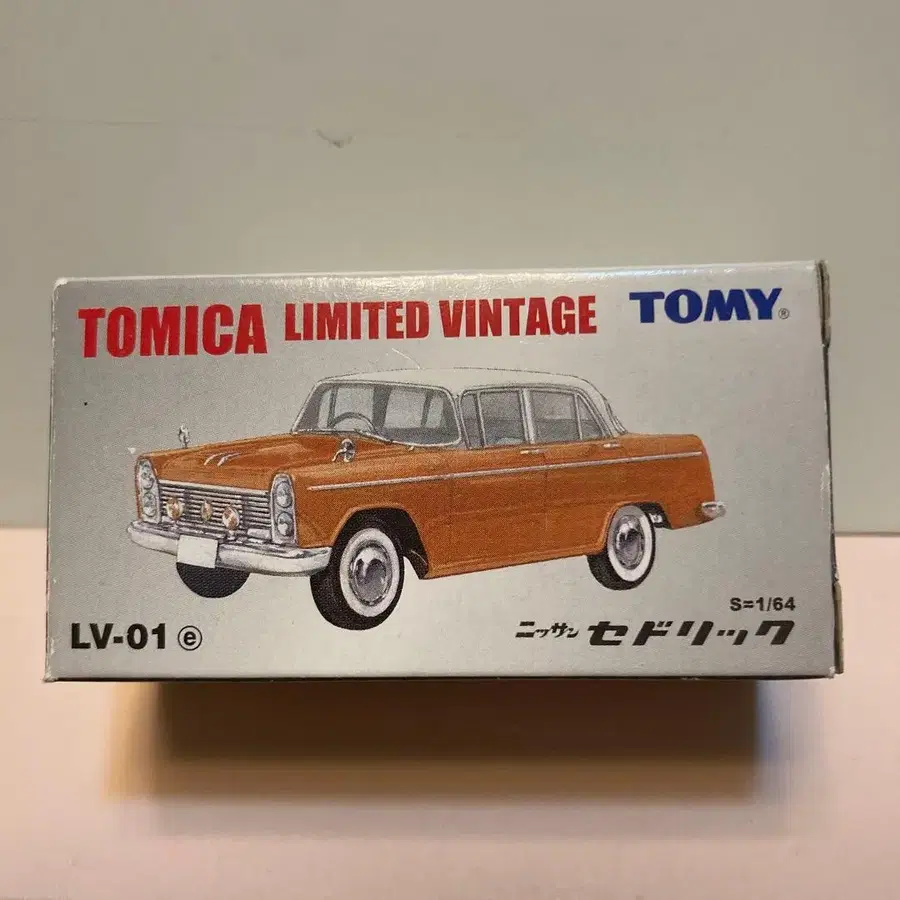 TOMICA LIMITED VINTAGE TOMY®
S=1/64
LV-01 ⓔ ニッサン セドリック